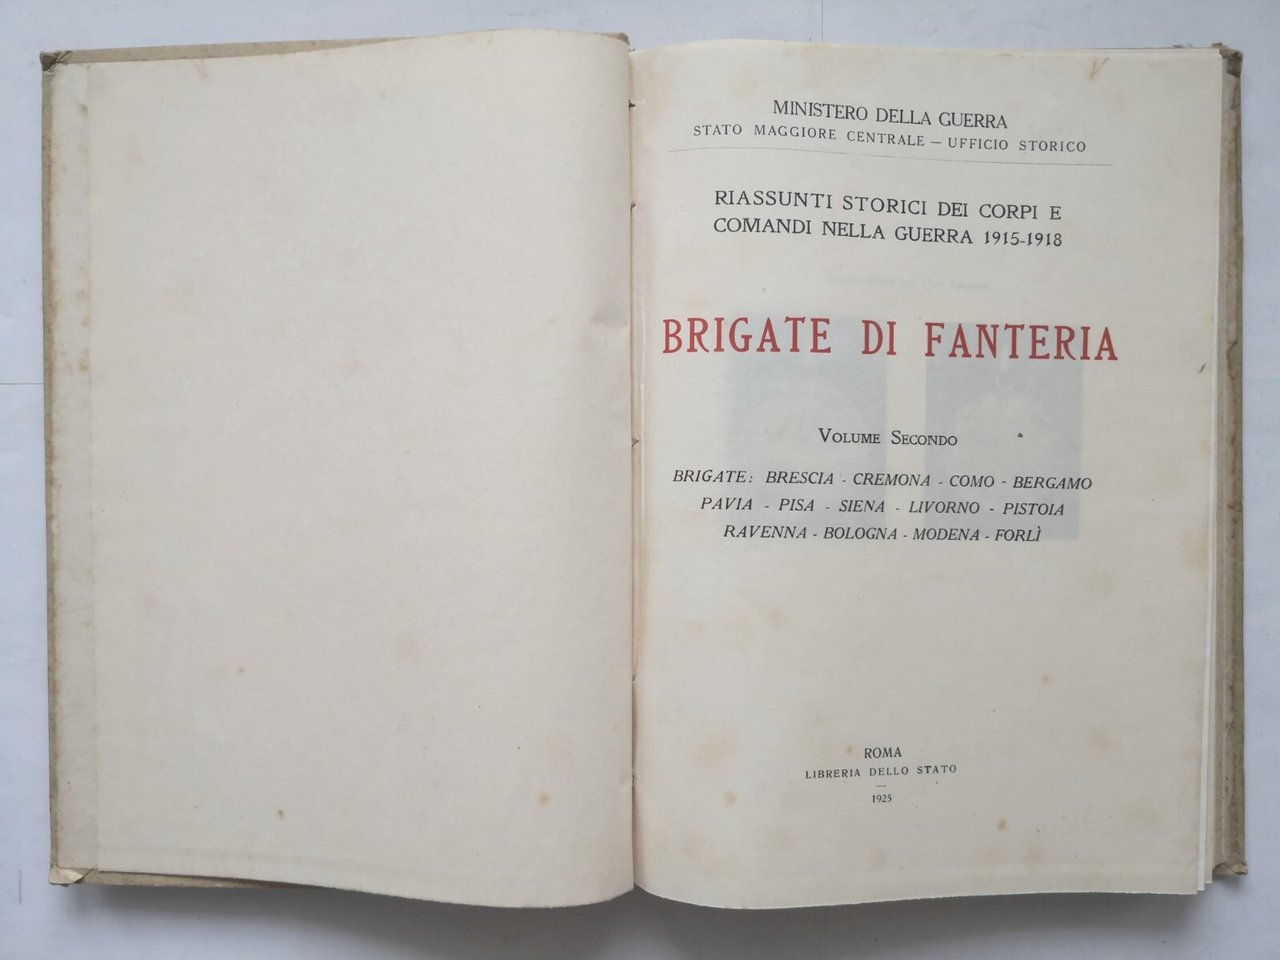 MINISTERO DELLA GUERRA
STATO MAGGIORE CENTRALE — UFFICIO STORICO
RIASSUNTI STORICI DEI CORPI E
COMANDI NELLA GUERRA 1915-1918
BRIGATE DI FANTERIA
VOLUME SECONDO
BRIGATE: BRESCIA - CREMONA - COMO - BERGAMO
PAVIA - PISA - SIENA - LIVORNO - PISTOIA
RAVENNA - BOLOGNA - MODENA - FORLÌ
ROMA
LIBRERIA DELLO STATO
—
1925